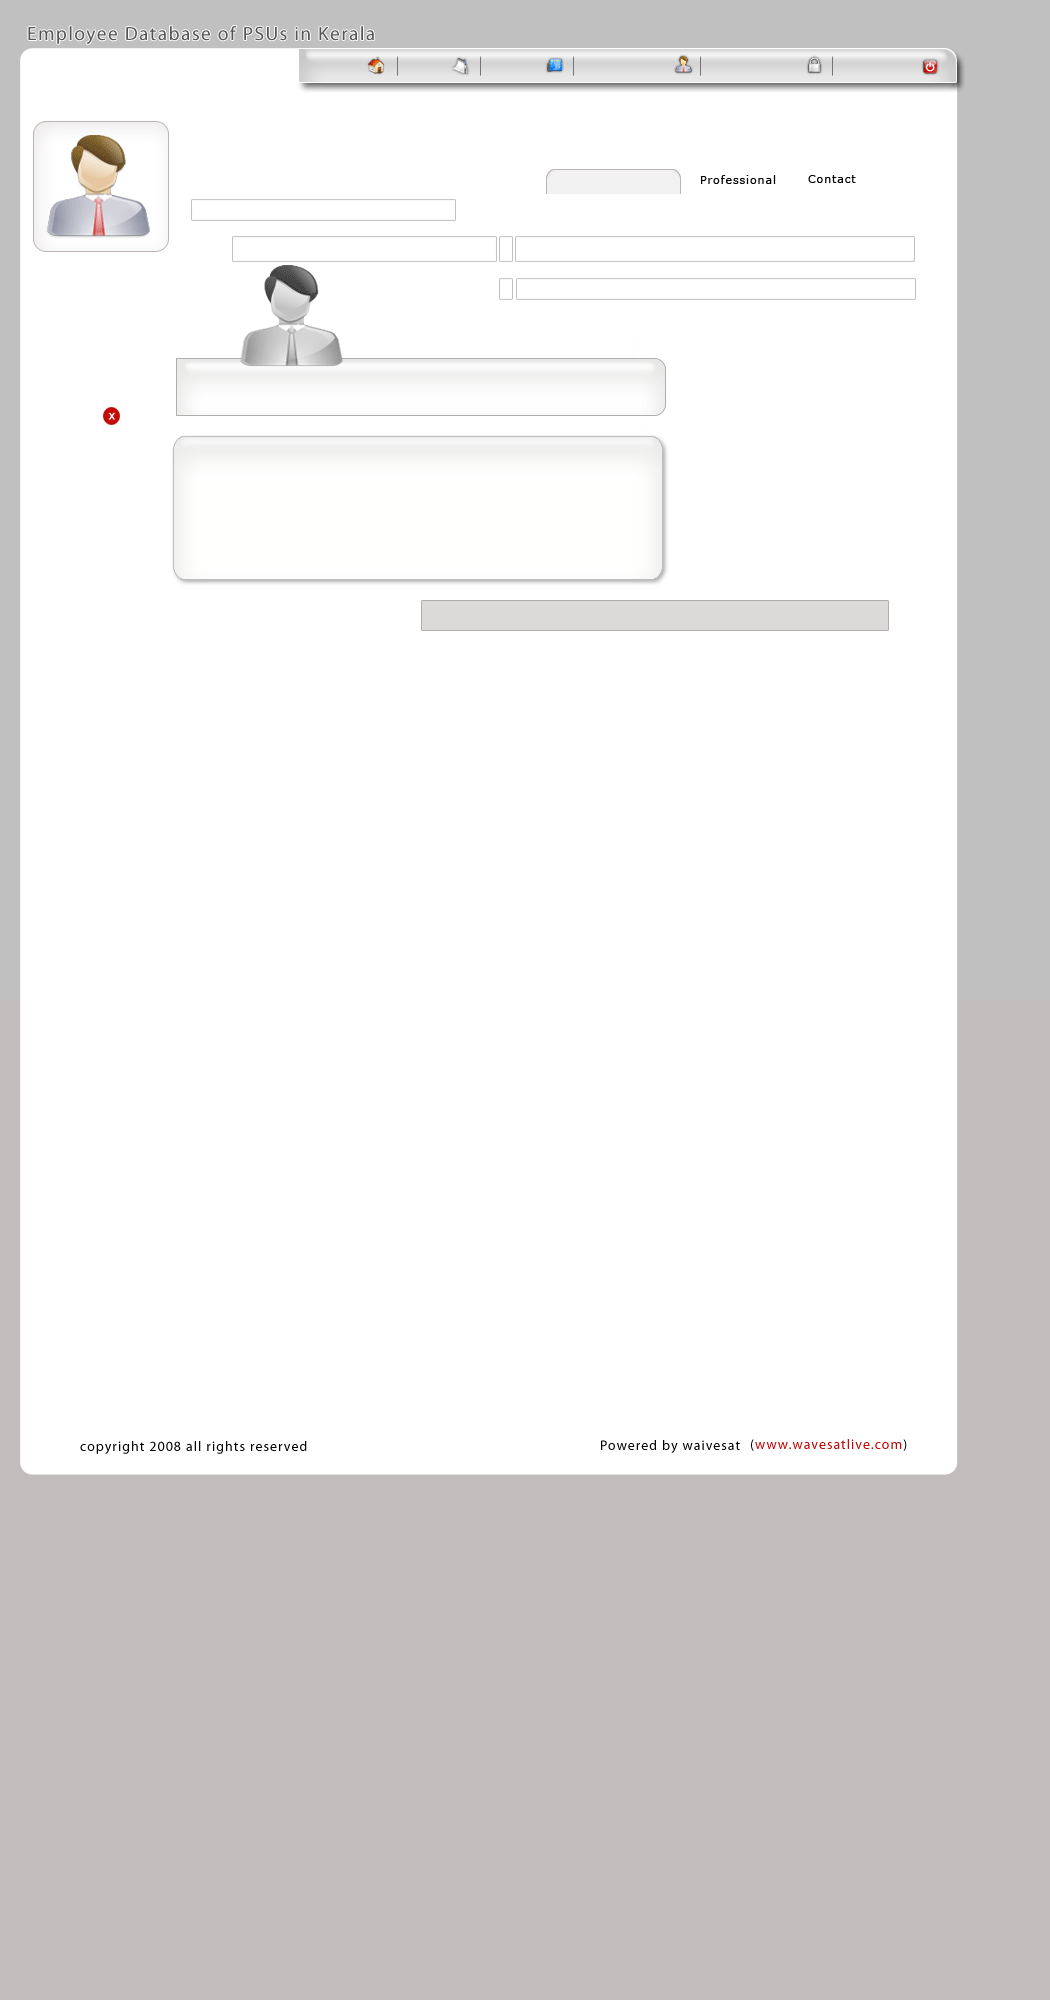 Employee Database of PSUs in Kerala
Professional
Contact
x
copyright 2008 all rights reserved
Powered by waivesat (www.wavesatlive.com)